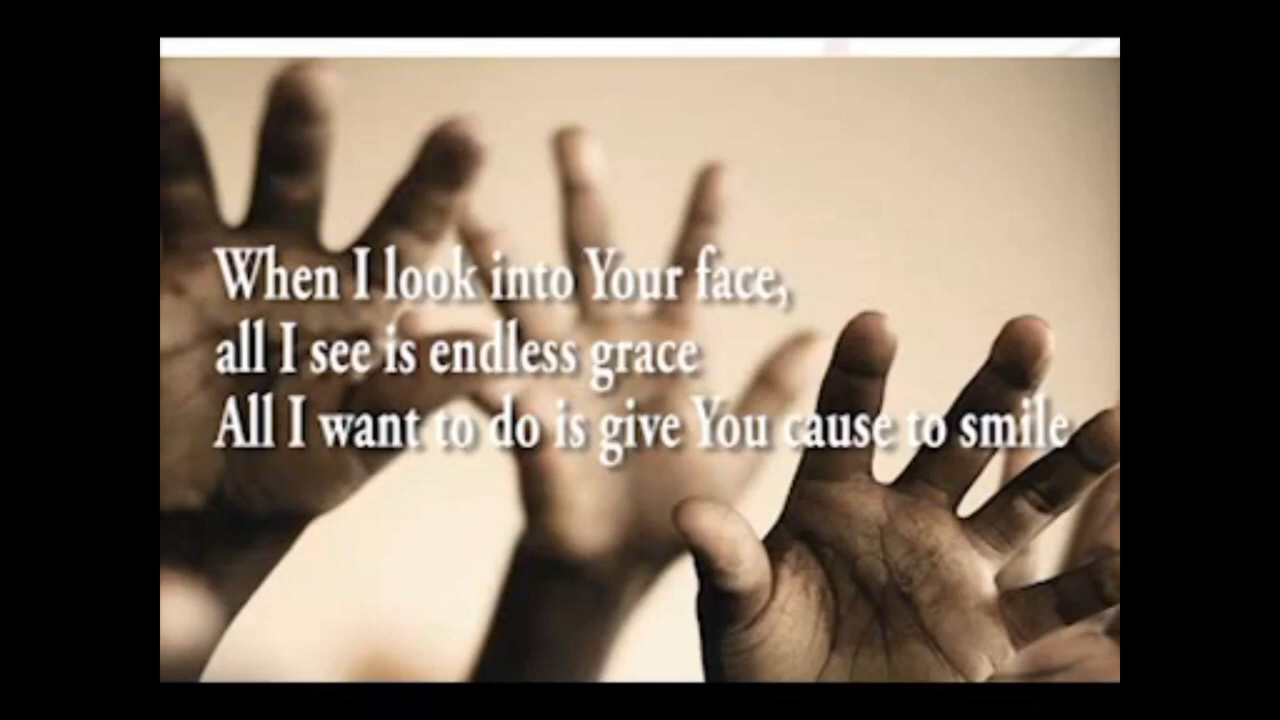 When I look into Your face,
all I see is endless grace
All I want to do is give You cause to smile